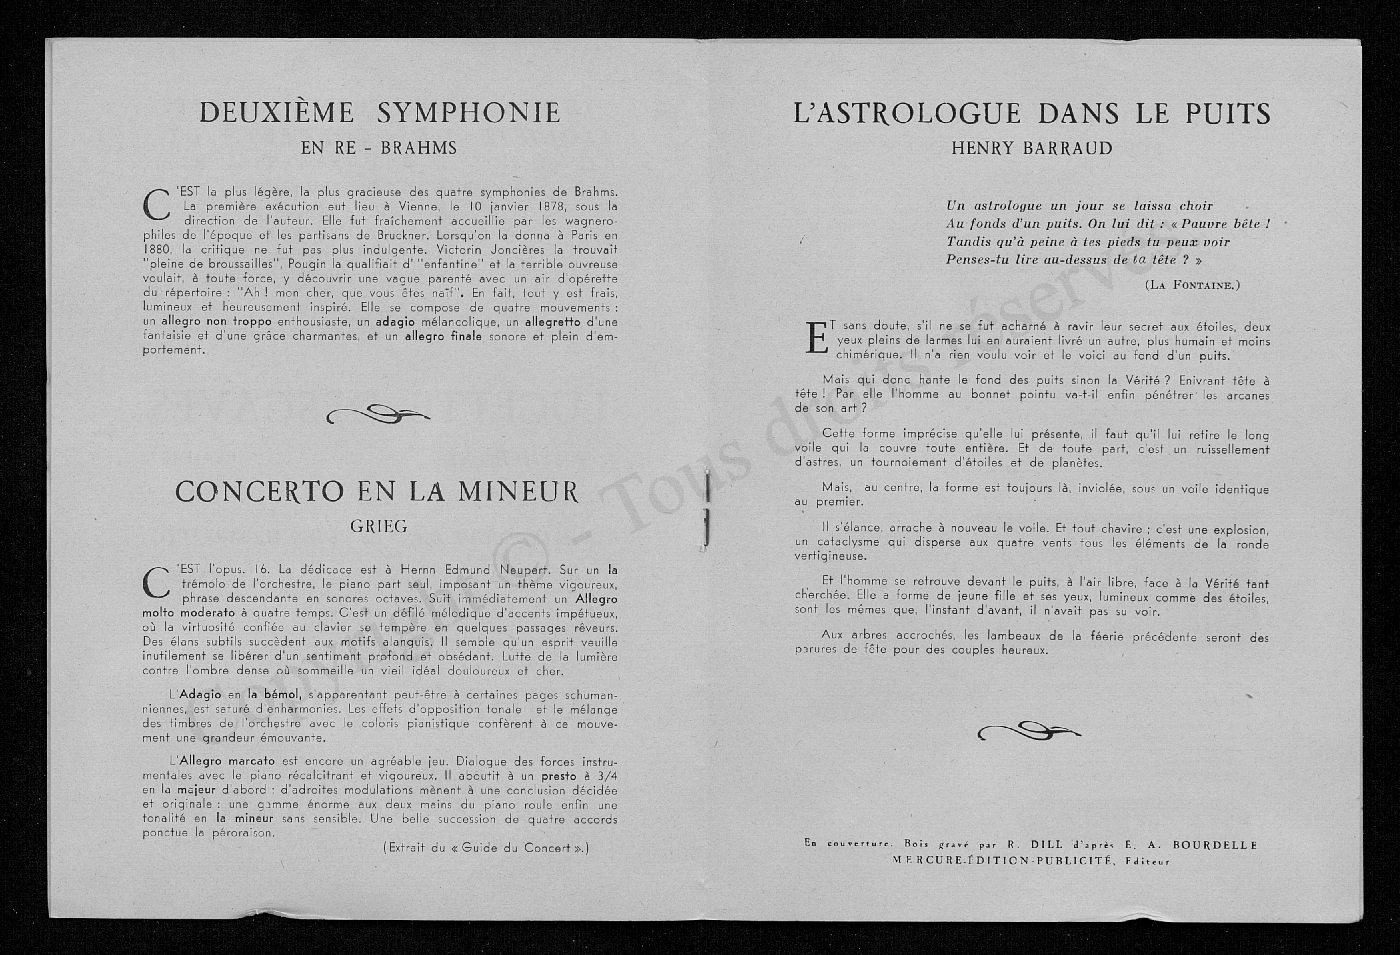 DEUXIÈME SYMPHONIE
EN RE - BRAHMS
C'EST la plus légère, la plus gracieuse des quatre symphonies de Brahms.
La première exécution eut lieu à Vienne, le 10 janvier 1878, sous la
direction de l'auteur. Elle fut fraîchement accueillie par les wagnero-
philes de l'époque et les partisans de Bruckner. Lorsqu'on la donna à Paris en
1880, la critique ne fut pas plus indulgente. Victorin Joncières la trouvait
"pleine de broussailles", Pougin la qualifiait d' "enfantine" et la terrible ouvreuse
voulait, à toute force, y découvrir une vague parenté avec un air d'opérette
du répertoire : "Ah ! mon cher, que vous êtes naïf". En fait, tout y est frais,
lumineux et heureusement inspiré. Elle se compose de quatre mouvements :
un allegro non troppo enthousiaste, un adagio mélancolique, un allegretto d'une
fantaisie et d'une grâce charmantes, et un allegro finale sonore et plein d'em-
portement.
CONCERTO EN LA MINEUR
GRIEG
C'EST l'opus. 16. La dédicace est à Hernn Edmund Neupert. Sur un la
trémolo de l'orchestre, le piano part seul, imposant un thème vigoureux,
phrase descendante en sonores octaves. Suit immédiatement un Allegro
molto moderato à quatre temps. C'est un défilé mélodique d'accents impétueux,
où la virtuosité confiée au clavier se tempère en quelques passages rêveurs.
Des élans subtils succèdent aux motifs alanguis. Il semble qu'un esprit veuille
inutilement se libérer d'un sentiment profond et obsédant. Lutte de la lumière
contre l'ombre dense où sommeille un vieil idéal douloureux et cher.
L'Adagio en la bémol, s'apparentant peut-être à certaines pages schuman-
niennes, est saturé d'enharmonies. Les effets d'opposition tonale et le mélange
des timbres de l'orchestre avec le coloris pianistique confèrent à ce mouve-
ment une grandeur émouvante.
L'Allegro marcato est encore un agréable jeu. Dialogue des forces instru-
mentales avec le piano récalcitrant et vigoureux. Il aboutit à un presto à 3/4
en la majeur d'abord : d'adroites modulations mènent à une conclusion décidée
et originale : une gamme énorme aux deux mains du piano roule enfin une
tonalité en la mineur sans sensible. Une belle succession de quatre accords
ponctue la péroraison.
(Extrait du « Guide du Concert ».)
L'ASTROLOGUE DANS LE PUITS
HENRY BARRAUD
Un astrologue un jour se laissa choir
Au fonds d'un puits. On lui dit : « Pauvre bête !
Tandis qu'à peine à tes pieds tu peux voir
Penses-tu lire au-dessus de ta tête ? »
(LA FONTAINE.)
ET sans doute, s'il ne se fut acharné à ravir leur secret aux étoiles, deux
yeux pleins de larmes lui en auraient livré un autre, plus humain et moins
chimérique. Il n'a rien voulu voir et le voici au fond d'un puits.
Mais qui donc hante le fond des puits sinon la Vérité ? Enivrant tête à
tête ! Par elle l'homme au bonnet pointu va-t-il enfin pénétrer les arcanes
de son art ?
Cette forme imprécise qu'elle lui présente, il faut qu'il lui retire le long
voile qui la couvre toute entière. Et de toute part, c'est un ruissellement
d'astres, un tournoiement d'étoiles et de planètes.
Mais, au centre, la forme est toujours là, inviolée, sous un voile identique
au premier.
Il s'élance, arrache à nouveau le voile. Et tout chavire ; c'est une explosion,
un cataclysme qui disperse aux quatre vents tous les éléments de la ronde
vertigineuse.
Et l'homme se retrouve devant le puits, à l'air libre, face à la Vérité tant
cherchée. Elle a forme de jeune fille et ses yeux, lumineux comme des étoiles,
sont les mêmes que, l'instant d'avant, il n'avait pas su voir.
Aux arbres accrochés, les lambeaux de la féerie précédente seront des
parures de fête pour des couples heureux.
En couverture. Bois gravé par R. DILL d'après E. A. BOURDELLE
MERCURE-ÉDITION-PUBLICITÉ, Editeur
© - Tous droits réservé